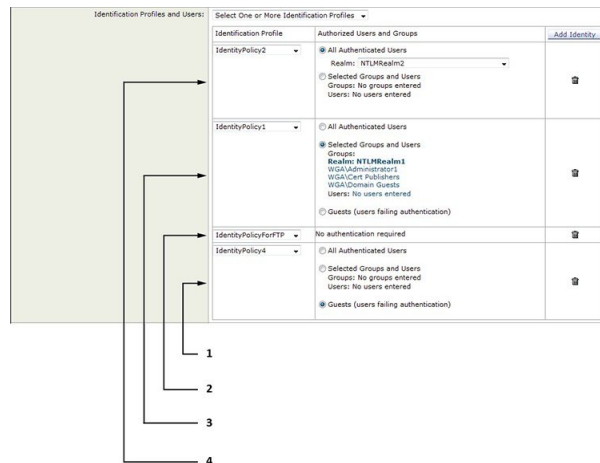 Identification Profiles and Users:
Select One or More Identification Profiles
Identification Profile
Authorized Users and Groups
Add Identity
IdentityPolicy2
All Authenticated Users
Realm: NTLMRealm2
Selected Groups and Users
Groups: No groups entered
Users: No users entered
IdentityPolicy1
All Authenticated Users
Selected Groups and Users
Groups:
Realm: NTLMRealm1
WGA\Administrator1
WGA\Cert Publishers
WGA\Domain Guests
Users: No users entered
Guests (users failing authentication)
IdentityPolicyForFTP
No authentication required
IdentityPolicy4
All Authenticated Users
Selected Groups and Users
Groups: No groups entered
Users: No users entered
Guests (users failing authentication)
1
2
3
4